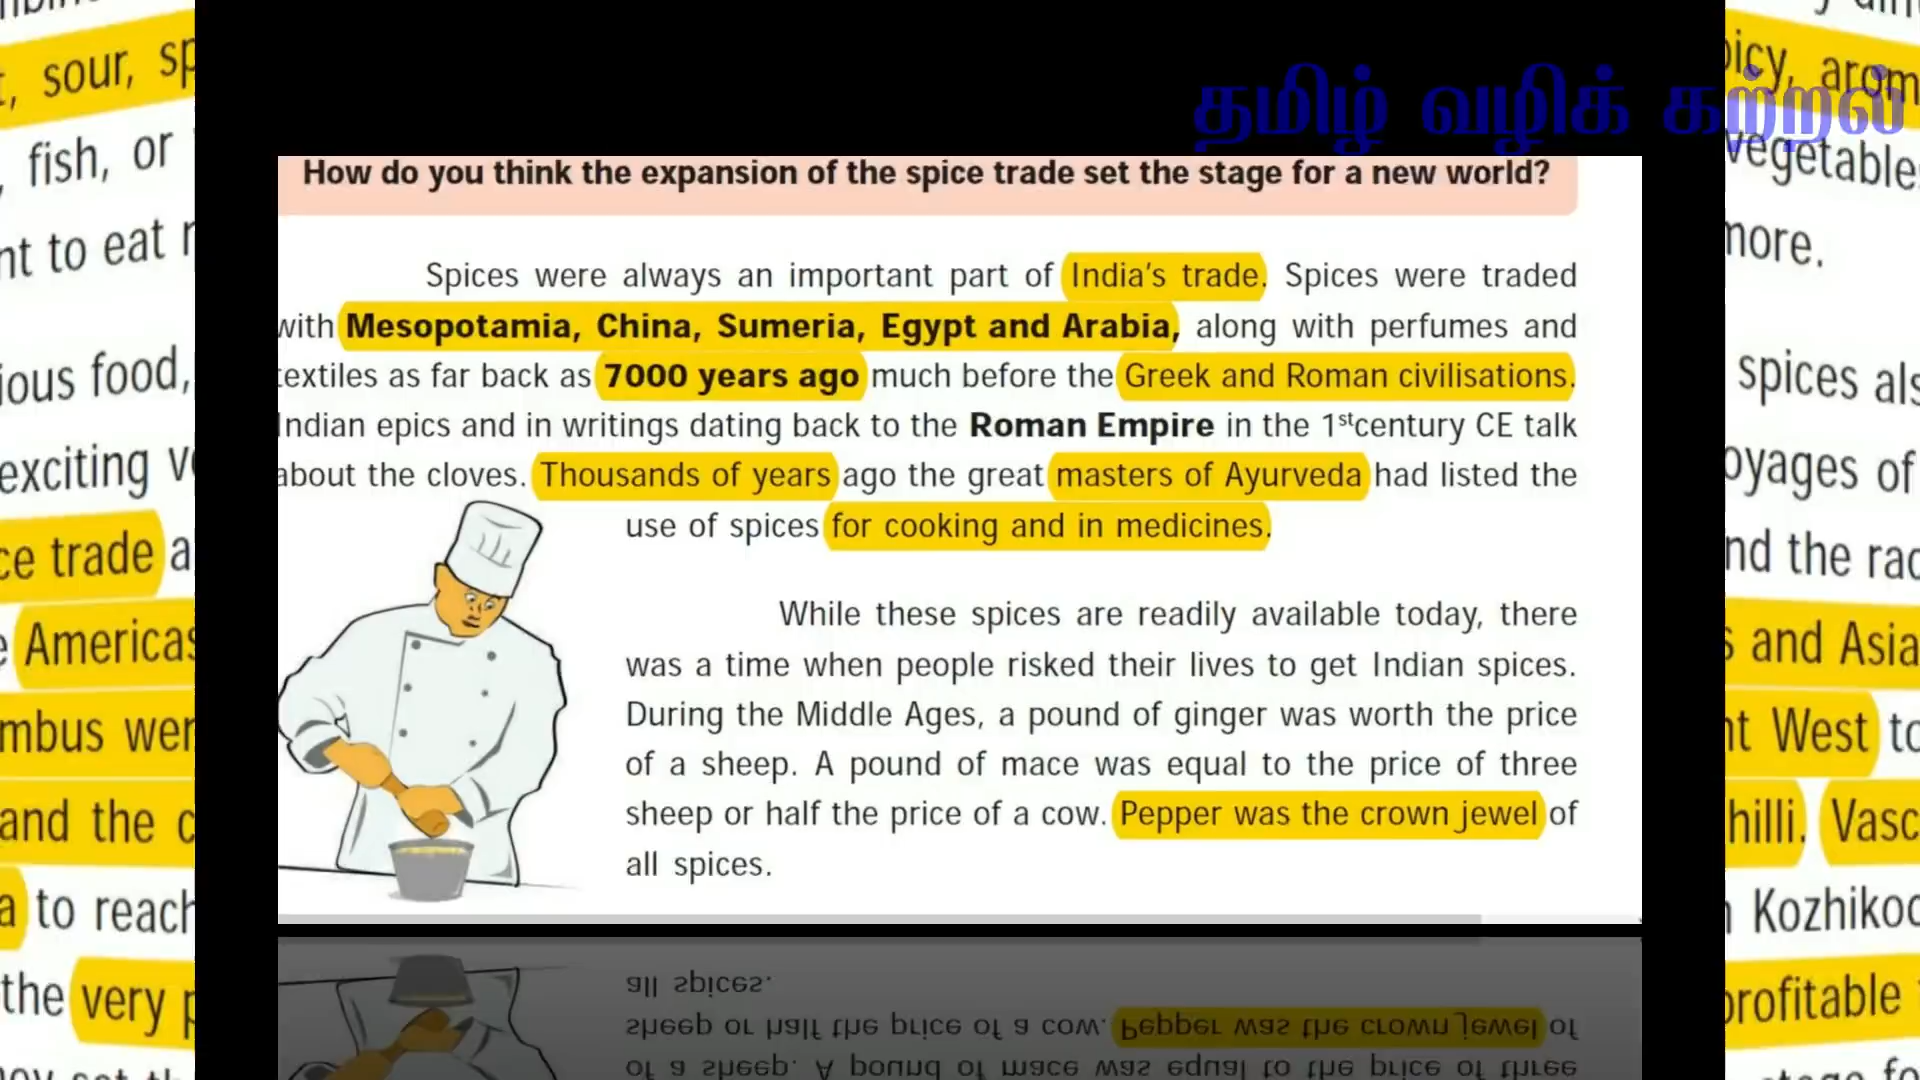 தமிழ் வழிக் கற்றல்
How do you think the expansion of the spice trade set the stage for a new world?
Spices were always an important part of India's trade. Spices were traded
with Mesopotamia, China, Sumeria, Egypt and Arabia, along with perfumes and
textiles as far back as 7000 years ago much before the Greek and Roman civilisations.
Indian epics and in writings dating back to the Roman Empire in the 1st century CE talk
about the cloves. Thousands of years ago the great masters of Ayurveda had listed the
use of spices for cooking and in medicines.
While these spices are readily available today, there
was a time when people risked their lives to get Indian spices.
During the Middle Ages, a pound of ginger was worth the price
of a sheep. A pound of mace was equal to the price of three
sheep or half the price of a cow. Pepper was the crown jewel of
all spices.
sour,
fish, or
to eat
ious food,
exciting
trade
Americas
mbus
and the
to reach
the very
vegetables
more.
spices
of
and the
and Asia
West to
hilli. Vasc
Kozhikod
profitable